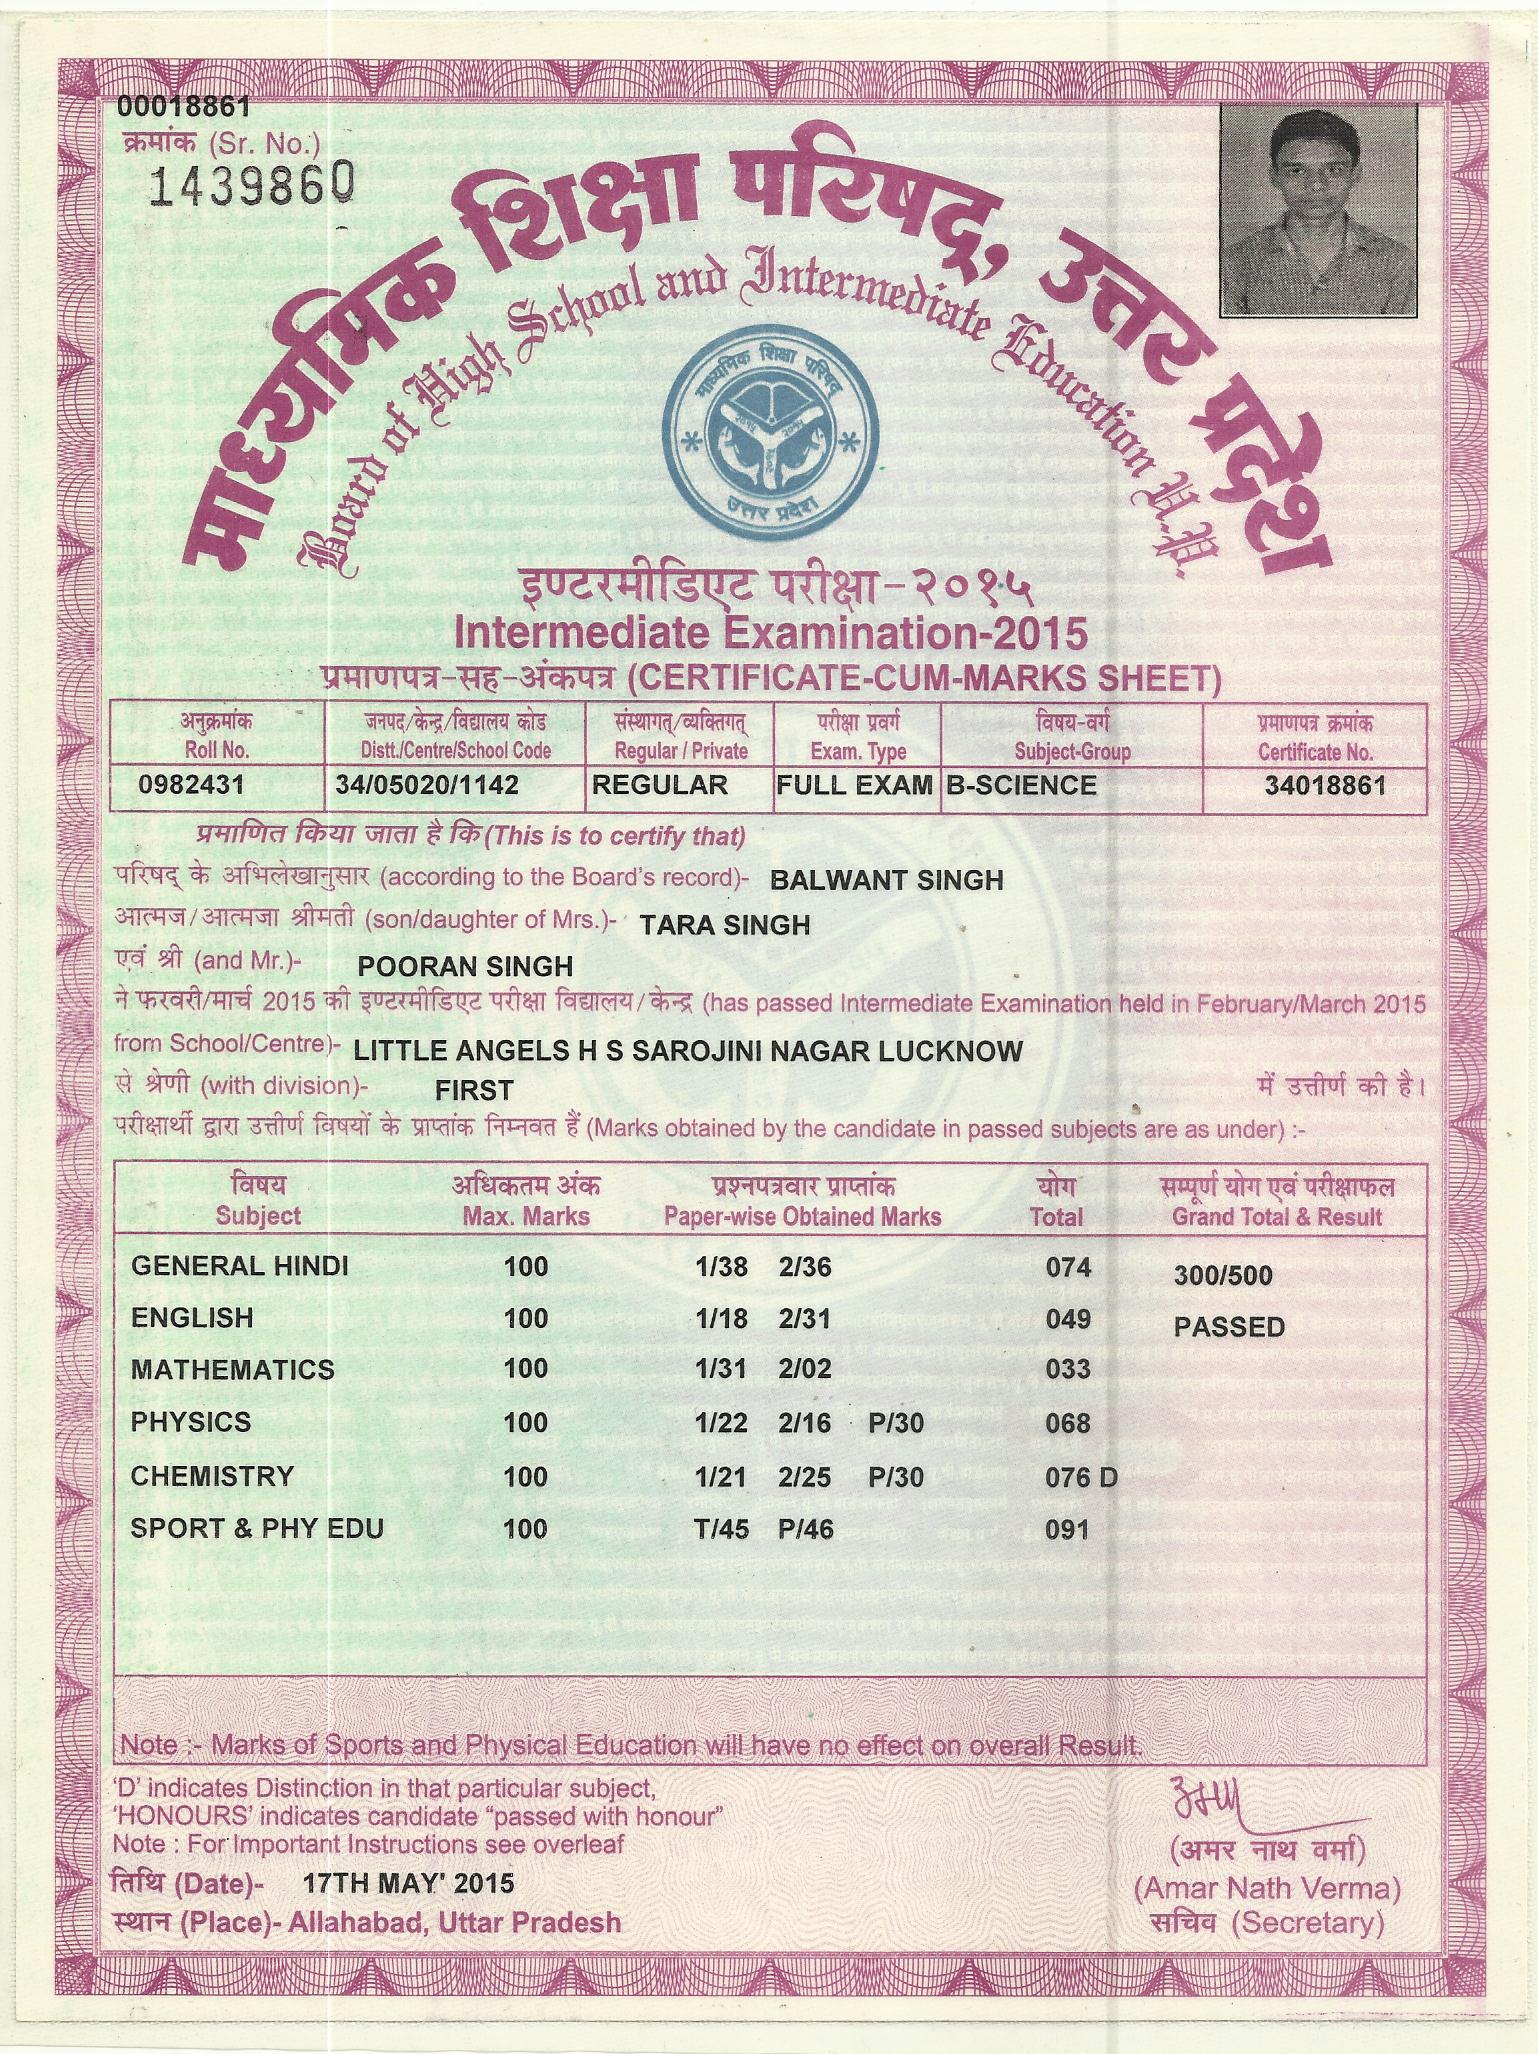 00018861
क्रमांक (Sr. No.)
1439860
माध्यमिक शिक्षा परिषद्, उत्तर प्रदेश
Board of High School and Intermediate Education U.P.
माध्यमिक शिक्षा परिषद्
उत्तर प्रदेश
इण्टरमीडिएट परीक्षा-२०१५
Intermediate Examination-2015
प्रमाणपत्र-सह-अंकपत्र (CERTIFICATE-CUM-MARKS SHEET)
अनुक्रमांक जनपद/केन्द्र/विद्यालय कोड संस्थागत्/व्यक्तिगत् परीक्षा प्रवर्ग विषय-वर्ग प्रमाणपत्र क्रमांक
Roll No. Distt./Centre/School Code Regular / Private Exam. Type Subject-Group Certificate No.
0982431 34/05020/1142 REGULAR FULL EXAM B-SCIENCE 34018861
प्रमाणित किया जाता है कि (This is to certify that)
परिषद् के अभिलेखानुसार (according to the Board's record)- BALWANT SINGH
आत्मज/आत्मजा श्रीमती (son/daughter of Mrs.)- TARA SINGH
एवं श्री (and Mr.)- POORAN SINGH
ने फरवरी/मार्च 2015 की इण्टरमीडिएट परीक्षा विद्यालय/केन्द्र (has passed Intermediate Examination held in February/March 2015
from School/Centre)- LITTLE ANGELS H S SAROJINI NAGAR LUCKNOW
से श्रेणी (with division)- FIRST में उत्तीर्ण की है।
परीक्षार्थी द्वारा उत्तीर्ण विषयों के प्राप्तांक निम्नवत हैं (Marks obtained by the candidate in passed subjects are as under) :-
विषय अधिकतम अंक प्रश्नपत्रवार प्राप्तांक योग सम्पूर्ण योग एवं परीक्षाफल
Subject Max. Marks Paper-wise Obtained Marks Total Grand Total & Result
GENERAL HINDI 100 1/38 2/36 074 300/500
ENGLISH 100 1/18 2/31 049 PASSED
MATHEMATICS 100 1/31 2/02 033
PHYSICS 100 1/22 2/16 P/30 068
CHEMISTRY 100 1/21 2/25 P/30 076 D
SPORT & PHY EDU 100 T/45 P/46 091
Note :- Marks of Sports and Physical Education will have no effect on overall Result.
'D' indicates Distinction in that particular subject,
'HONOURS' indicates candidate "passed with honour"
Note : For Important Instructions see overleaf
तिथि (Date)- 17TH MAY' 2015
स्थान (Place)- Allahabad, Uttar Pradesh
(अमर नाथ वर्मा)
(Amar Nath Verma)
सचिव (Secretary)